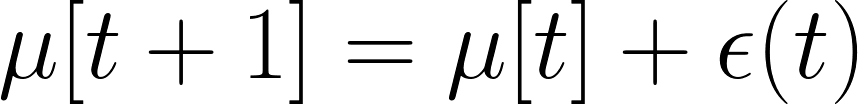 μ[t + 1] = μ[t] + ϵ(t)